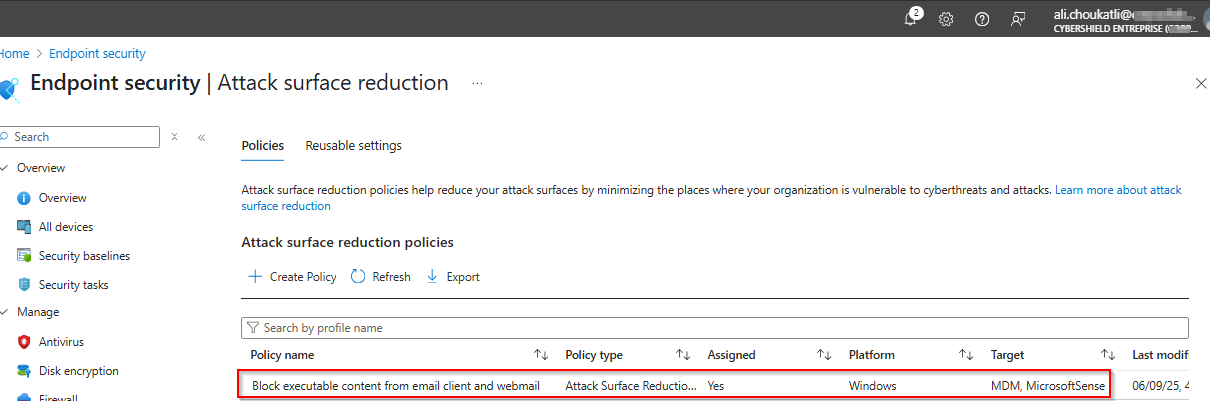 2
ali.choukatli@
CYBERSHIELD ENTREPRISE (
Home > Endpoint security
Endpoint security | Attack surface reduction ...
Search
«
Overview
Overview
All devices
Security baselines
Security tasks
Manage
Antivirus
Disk encryption
Firewall
Policies Reusable settings
Attack surface reduction policies help reduce your attack surfaces by minimizing the places where your organization is vulnerable to cyberthreats and attacks. Learn more about attack
surface reduction
Attack surface reduction policies
Create Policy Refresh Export
Search by profile name
Policy name Policy type Assigned Platform Target Last modif
Block executable content from email client and webmail Attack Surface Reductio... Yes Windows MDM, MicrosoftSense 06/09/25, 4